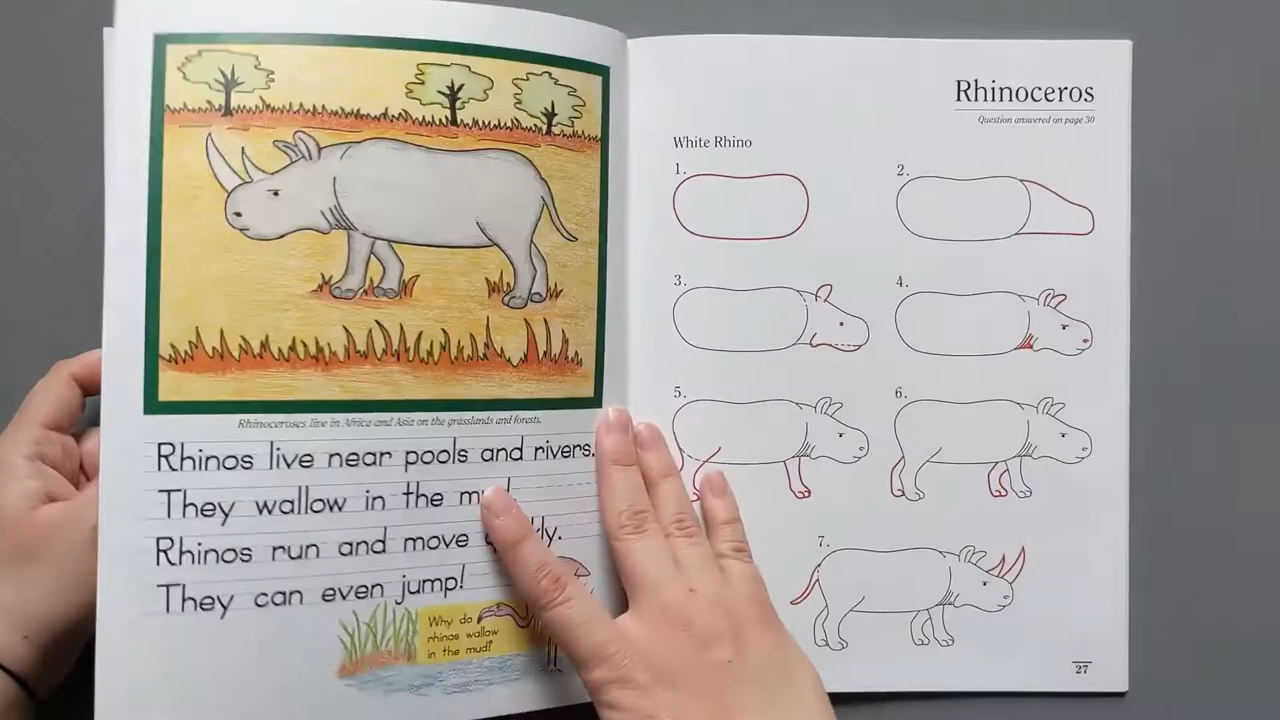 Rhinoceroses live in Africa and Asia on the grasslands and forests.
Rhinos live near pools and rivers.
They wallow in the
Rhinos run and move
They can even jump!
Why do
rhinos wallow
in the mud?
Rhinoceros
Question answered on page 30
White Rhino
1.
2.
3.
4.
5.
6.
7.
27